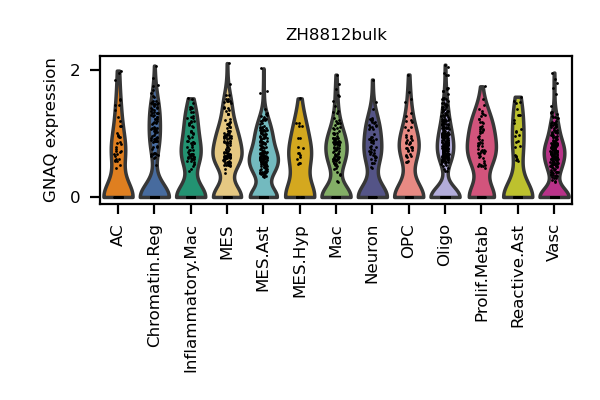 ZH8812bulk
GNAQ expression
2
0
AC
Chromatin.Reg
Inflammatory.Mac
MES
MES.Ast
MES.Hyp
Mac
Neuron
OPC
Oligo
Prolif.Metab
Reactive.Ast
Vasc